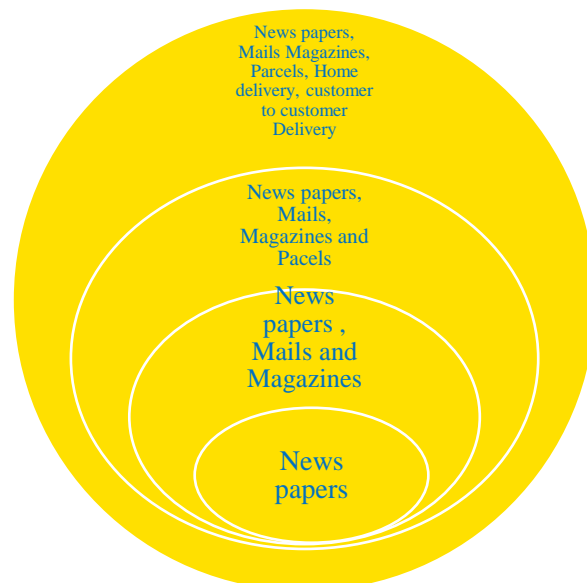 News papers,
Mails Magazines,
Parcels, Home
delivery, customer
to customer
Delivery
News papers,
Mails,
Magazines and
Pacels
News
papers ,
Mails and
Magazines
News
papers